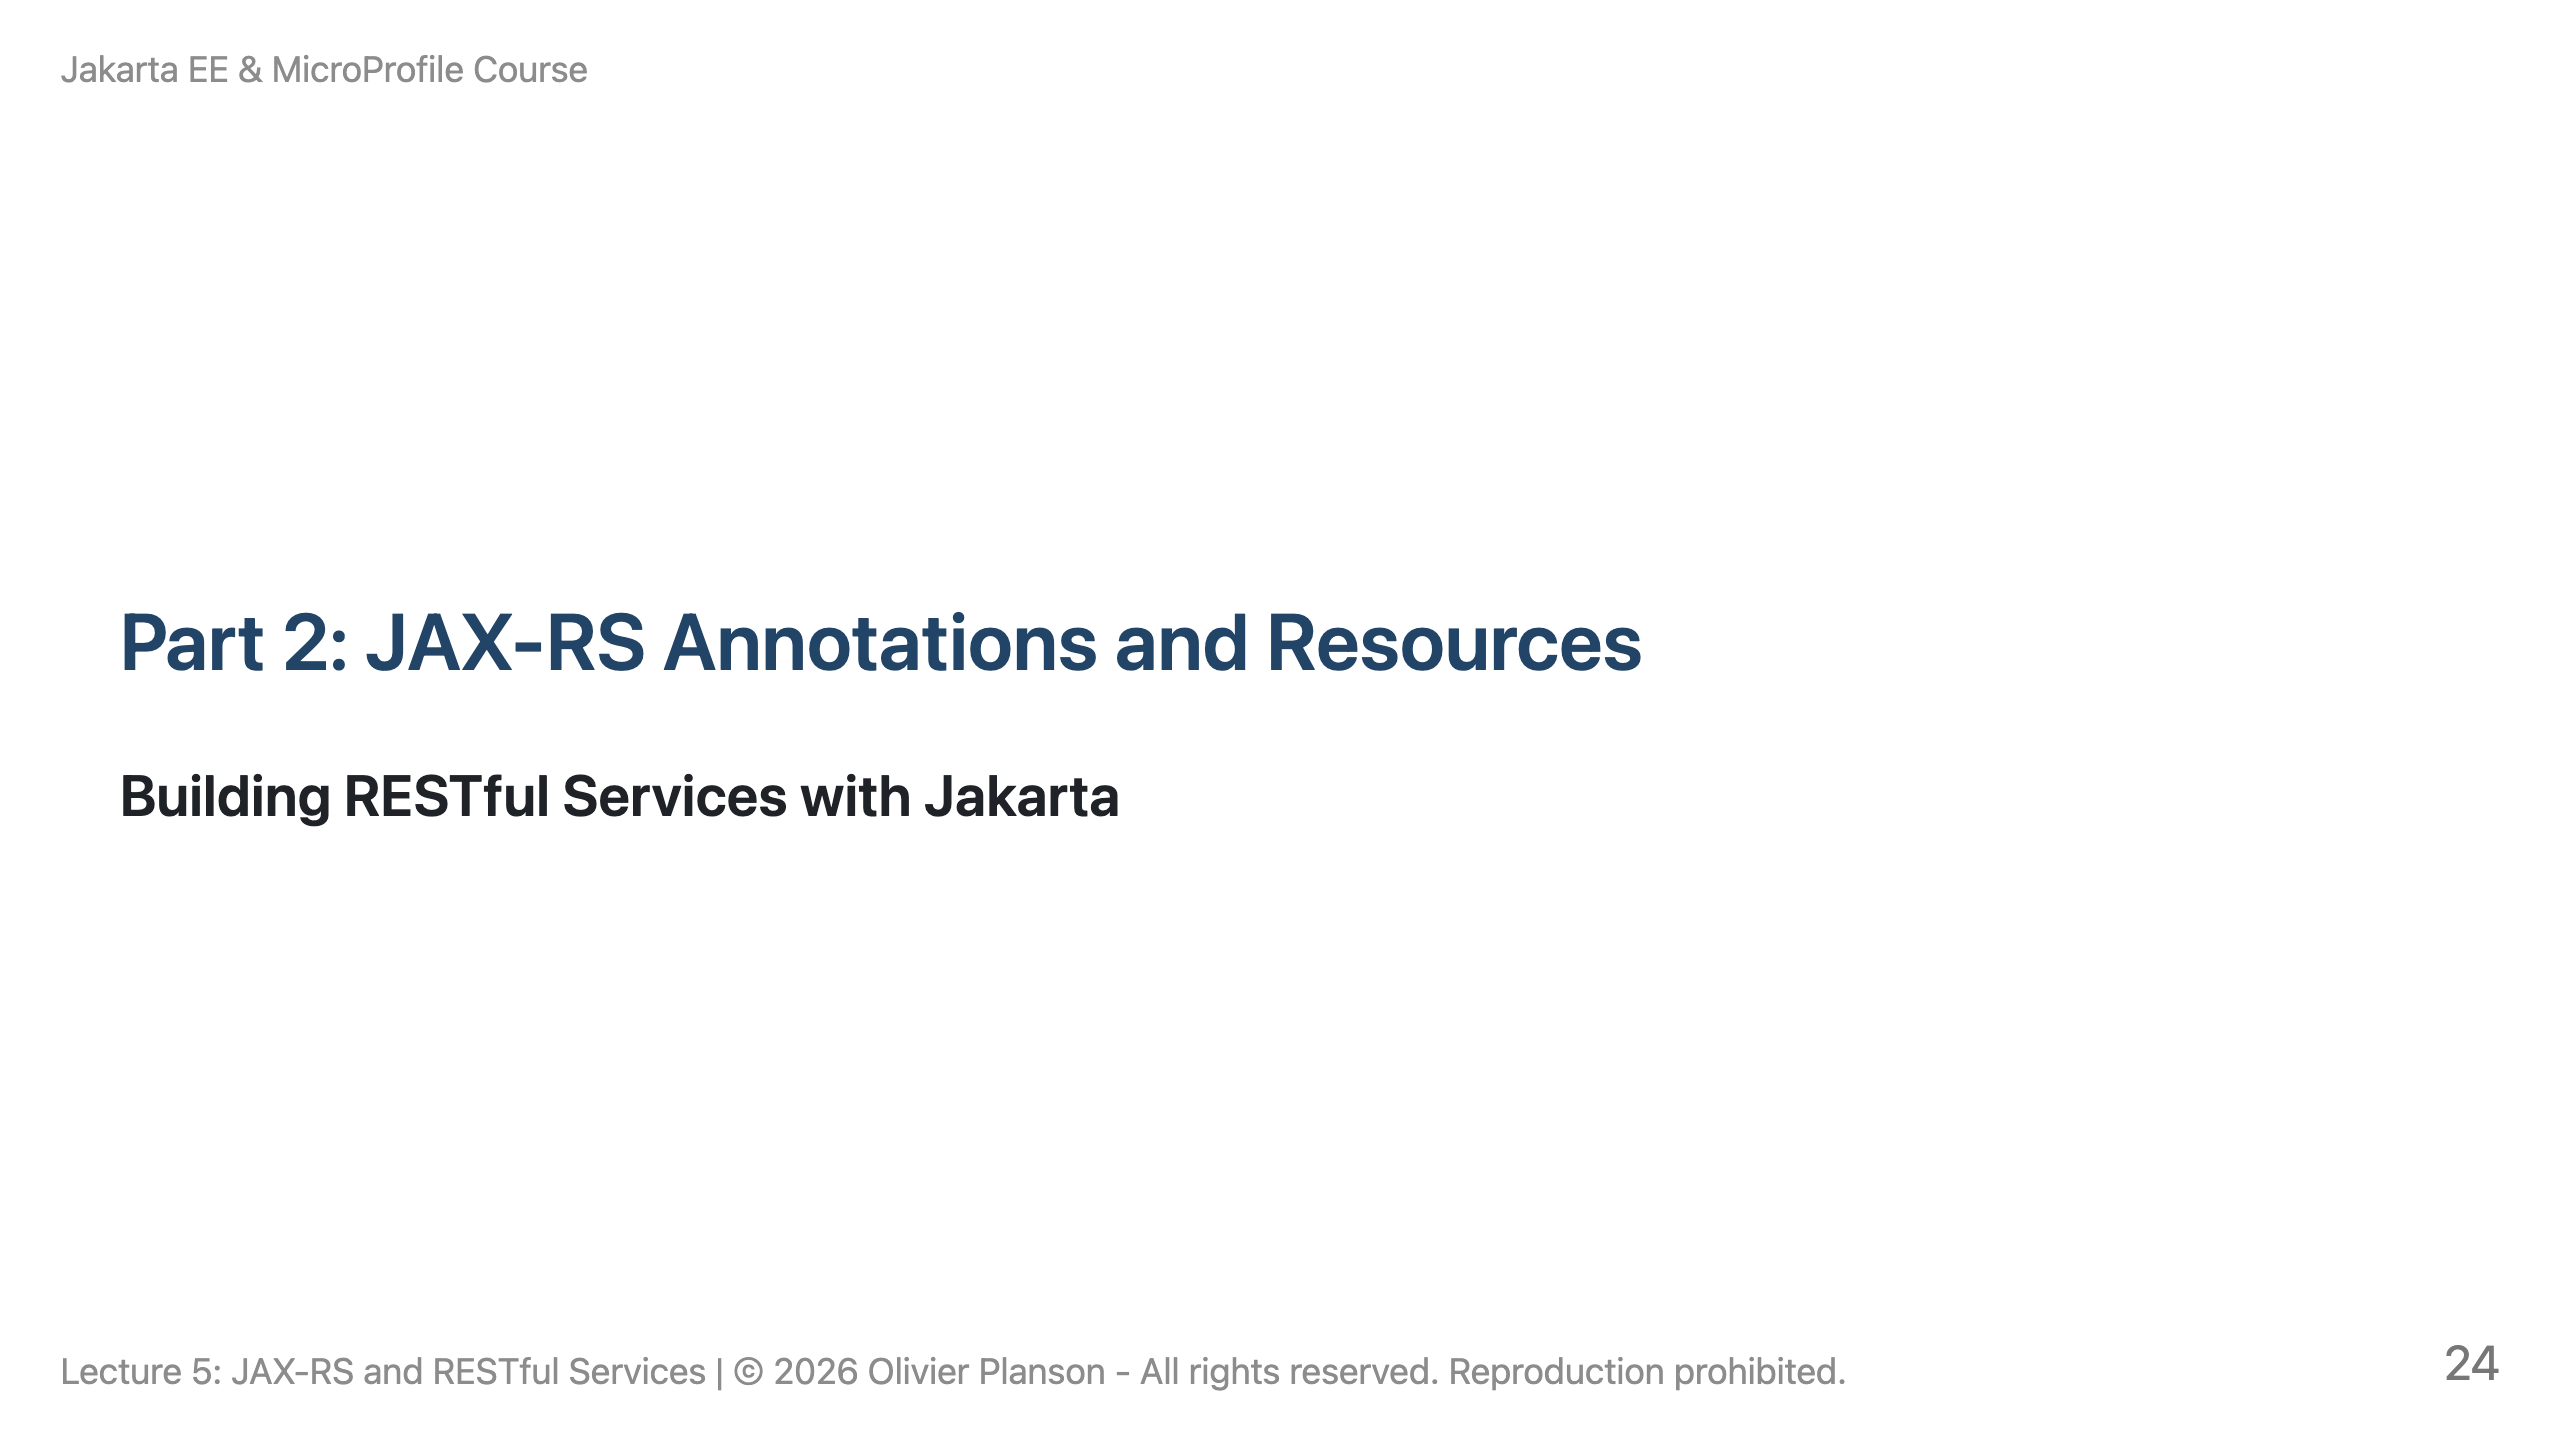 Jakarta EE & MicroProfile Course
Part 2: JAX-RS Annotations and Resources
Building RESTful Services with Jakarta
Lecture 5: JAX-RS and RESTful Services | © 2026 Olivier Planson - All rights reserved. Reproduction prohibited.
24